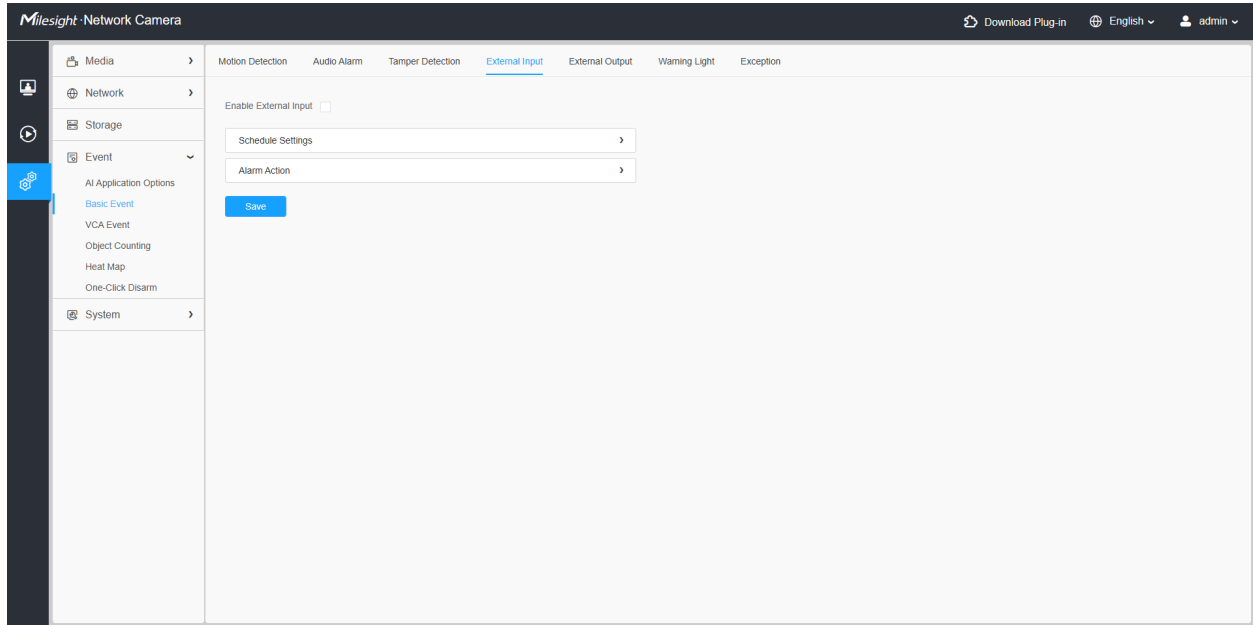 Milesight · Network Camera
Download Plug-in
English
admin
Media
Network
Storage
Event
AI Application Options
Basic Event
VCA Event
Object Counting
Heat Map
One-Click Disarm
System
Motion Detection Audio Alarm Tamper Detection External Input External Output Warning Light Exception
Enable External Input
Schedule Settings
Alarm Action
Save